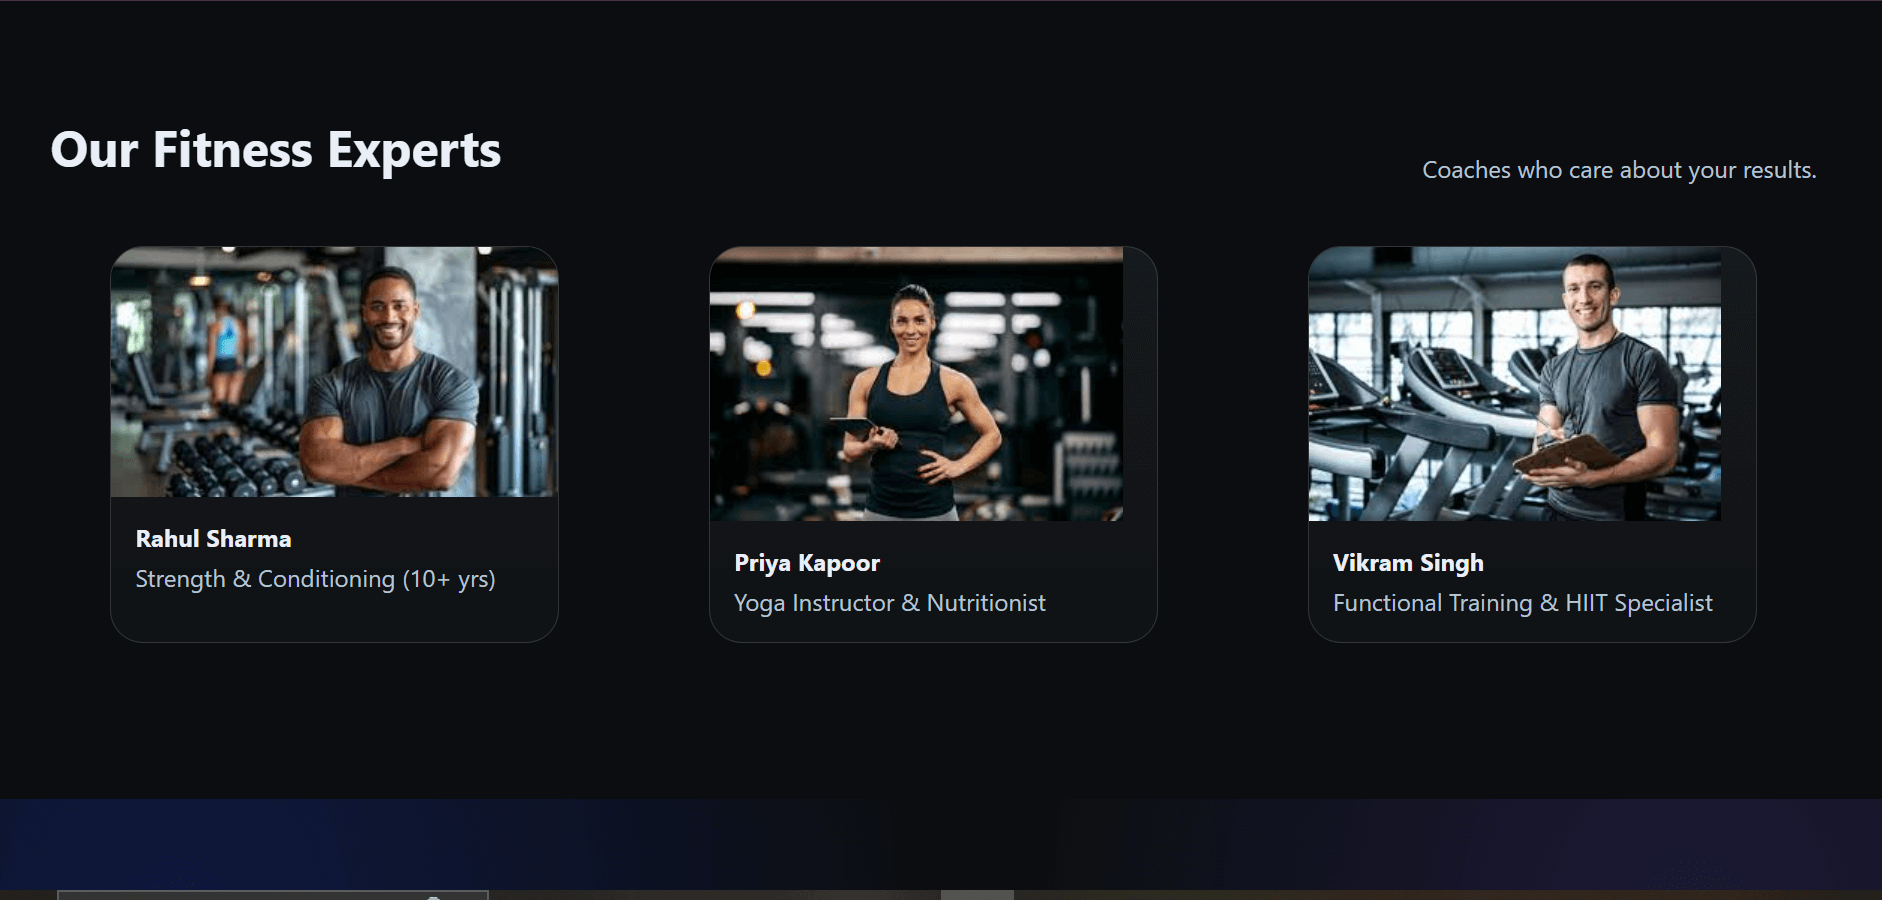 Our Fitness Experts
Coaches who care about your results.
Rahul Sharma
Strength & Conditioning (10+ yrs)
Priya Kapoor
Yoga Instructor & Nutritionist
Vikram Singh
Functional Training & HIIT Specialist